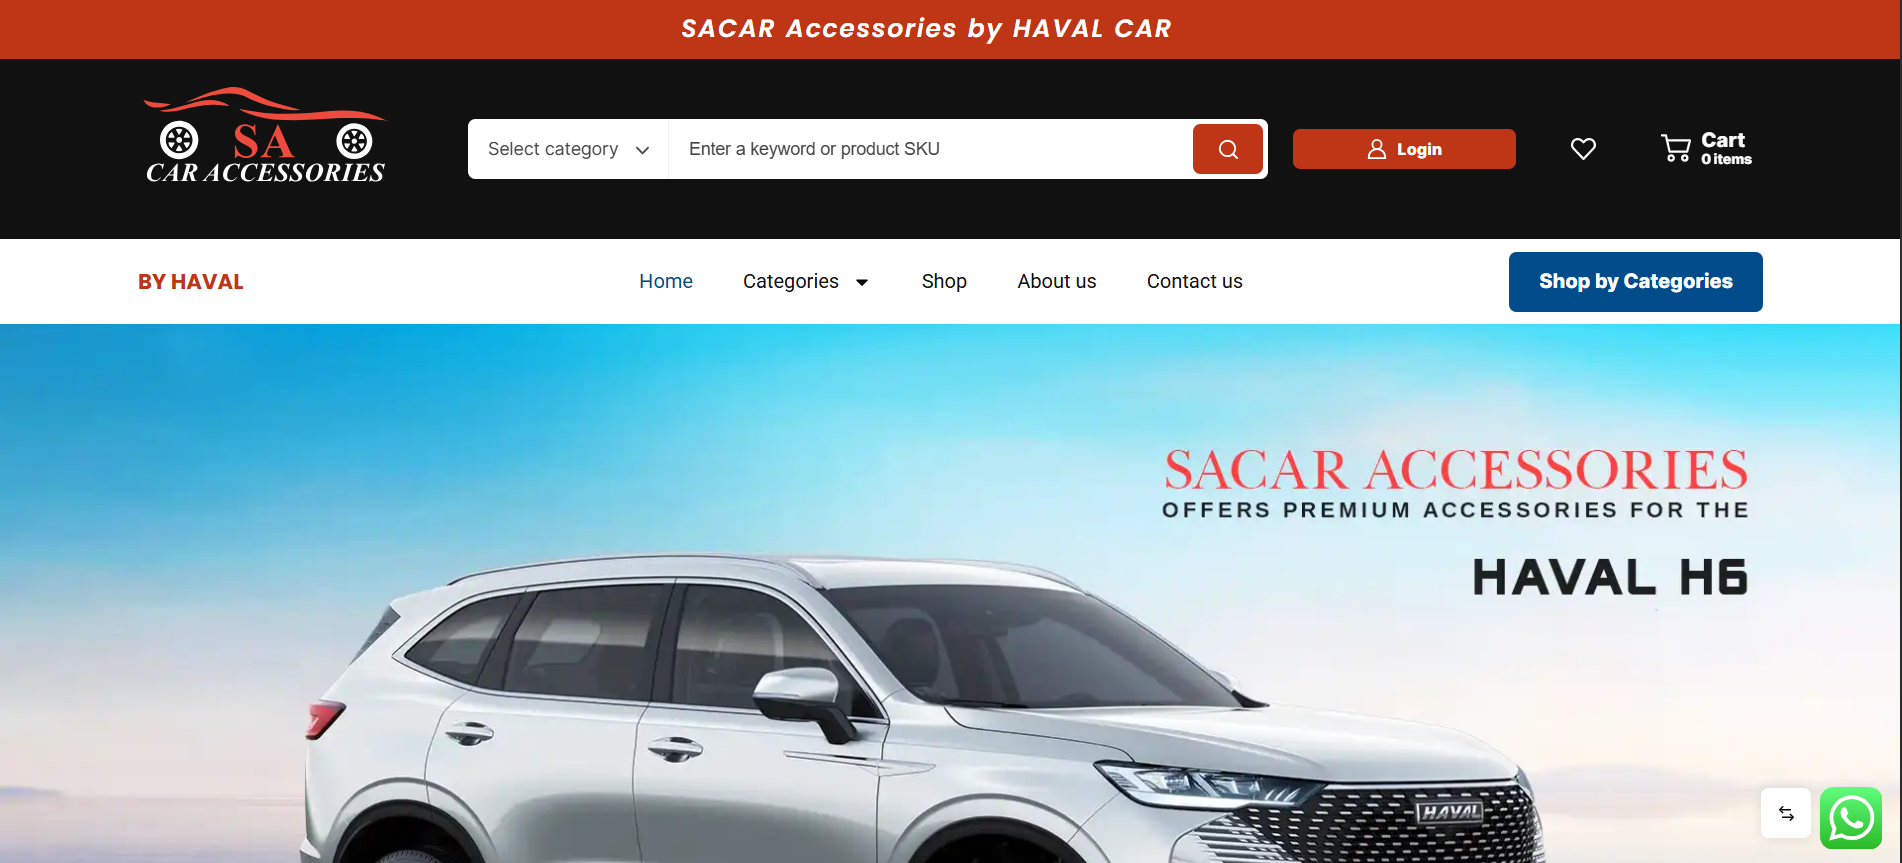 SACAR Accessories by HAVAL CAR
SA
CAR ACCESSORIES
Select category
Enter a keyword or product SKU
Login
Cart
0 items
BY HAVAL
Home
Categories
Shop
About us
Contact us
Shop by Categories
SACAR ACCESSORIES
OFFERS PREMIUM ACCESSORIES FOR THE
HAVAL H6
HAVAL